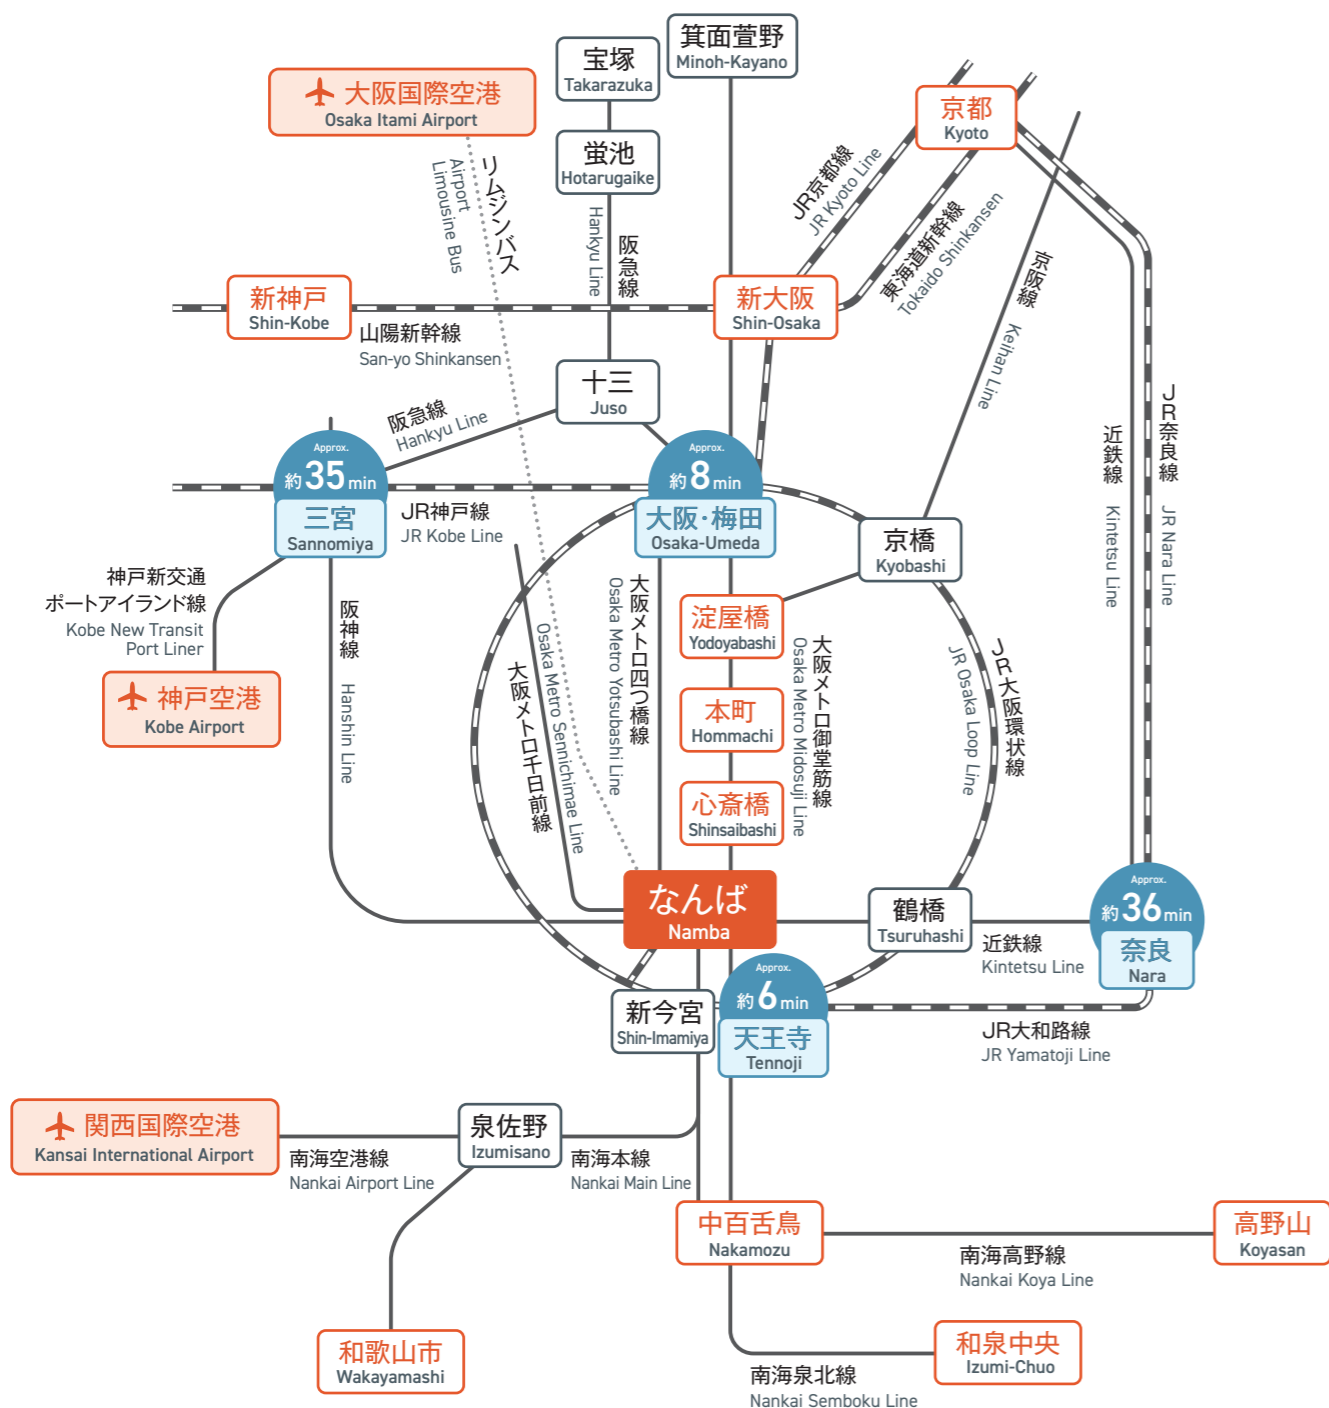 箕面萱野
Minoh-Kayano
宝塚
Takarazuka
大阪国際空港
Osaka Itami Airport
京都
Kyoto
蛍池
Hotarugaike
リムジンバス
Airport
Limousine Bus
阪急線
Hankyu Line
JR京都線
JR Kyoto Line
東海道新幹線
Tokaido Shinkansen
京阪線
Keihan Line
新神戸
Shin-Kobe
山陽新幹線
San-yo Shinkansen
新大阪
Shin-Osaka
十三
Juso
阪急線
Hankyu Line
JR奈良線
JR Nara Line
近鉄線
Kintetsu Line
Approx.
約35min
三宮
Sannomiya
JR神戸線
JR Kobe Line
Approx.
約8min
大阪・梅田
Osaka-Umeda
京橋
Kyobashi
神戸新交通
ポートアイランド線
Kobe New Transit
Port Liner
神戸空港
Kobe Airport
阪神線
Hanshin Line
大阪メトロ千日前線
Osaka Metro Sennichimae Line
大阪メトロ四つ橋線
Osaka Metro Yotsubashi Line
淀屋橋
Yodoyabashi
本町
Hommachi
心斎橋
Shinsaibashi
大阪メトロ御堂筋線
Osaka Metro Midosuji Line
JR大阪環状線
JR Osaka Loop Line
なんば
Namba
鶴橋
Tsuruhashi
近鉄線
Kintetsu Line
Approx.
約36min
奈良
Nara
新今宮
Shin-Imamiya
Approx.
約6min
天王寺
Tennoji
JR大和路線
JR Yamatoji Line
関西国際空港
Kansai International Airport
南海空港線
Nankai Airport Line
泉佐野
Izumisano
南海本線
Nankai Main Line
中百舌鳥
Nakamozu
南海高野線
Nankai Koya Line
高野山
Koyasan
和歌山市
Wakayamashi
南海泉北線
Nankai Semboku Line
和泉中央
Izumi-Chuo